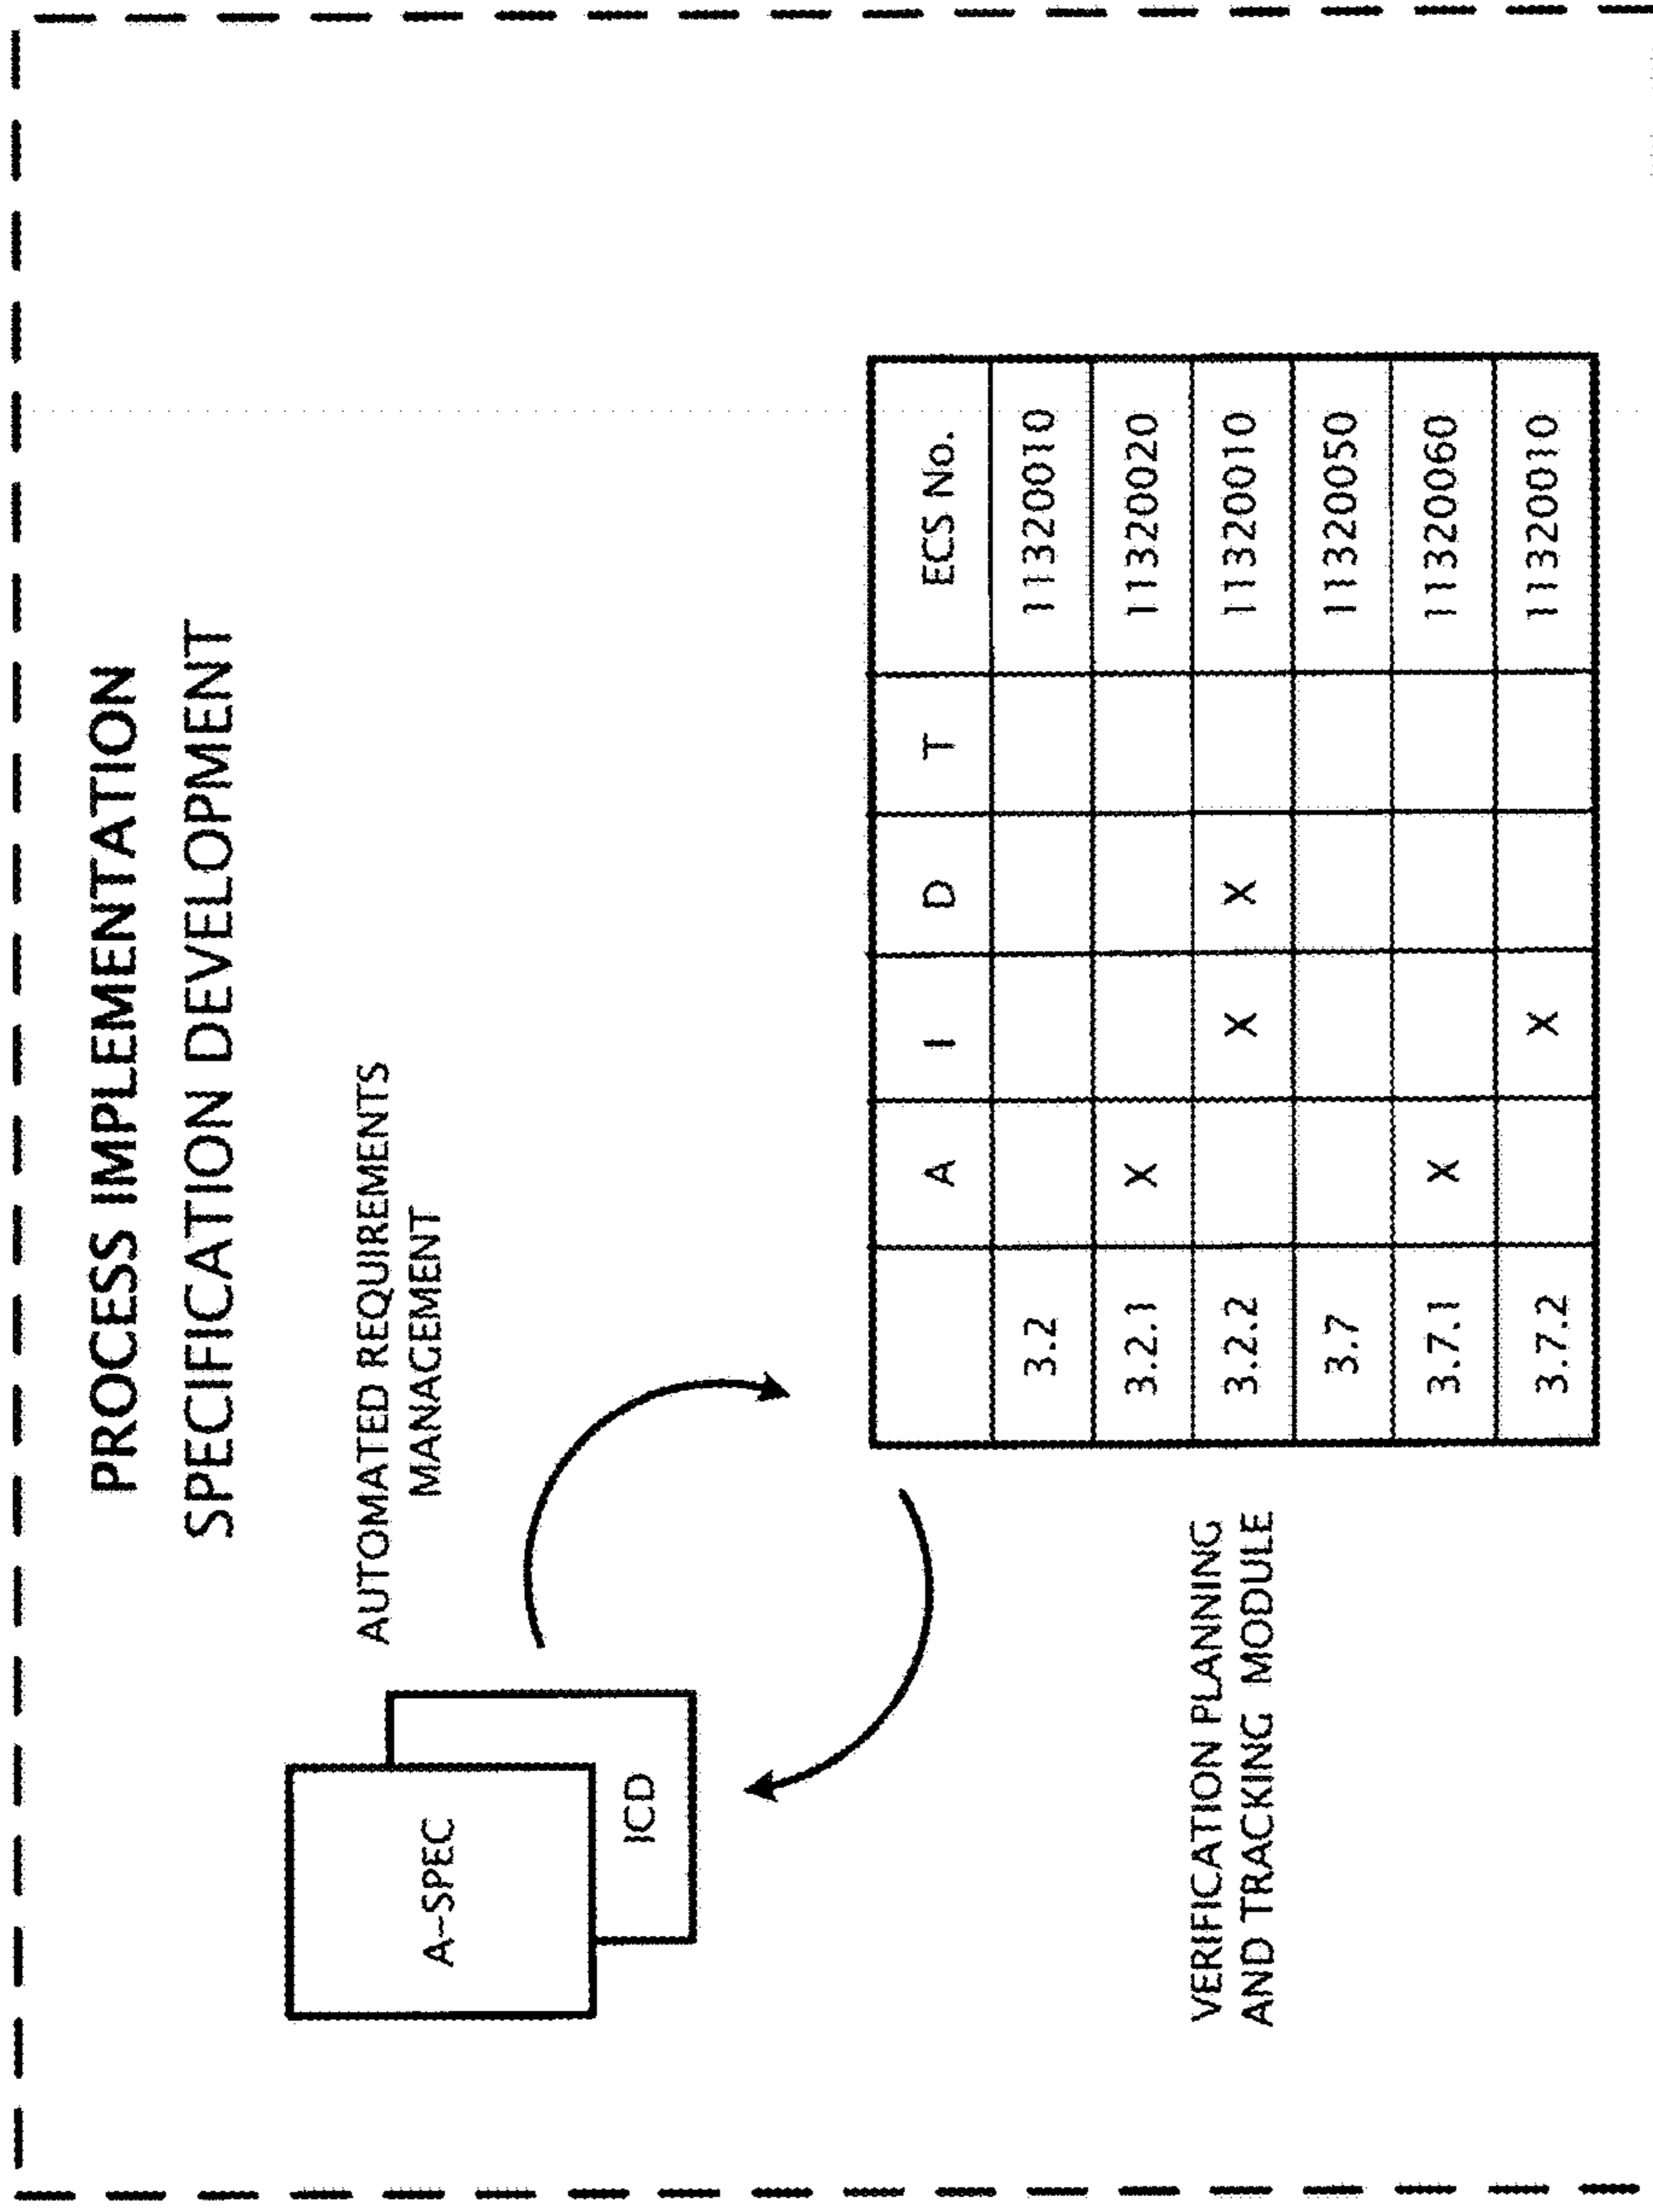 PROCESS IMPLEMENTATION
SPECIFICATION DEVELOPMENT
AUTOMATED REQUIREMENTS
MANAGEMENT
A-SPEC
ICD
A I D T ECS No.
3.2 11320010
3.2.1 X 11320020
3.2.2 X X 11320010
3.7 11320050
3.7.1 X 11320060
3.7.2 X 11320010
VERIFICATION PLANNING
AND TRACKING MODULE